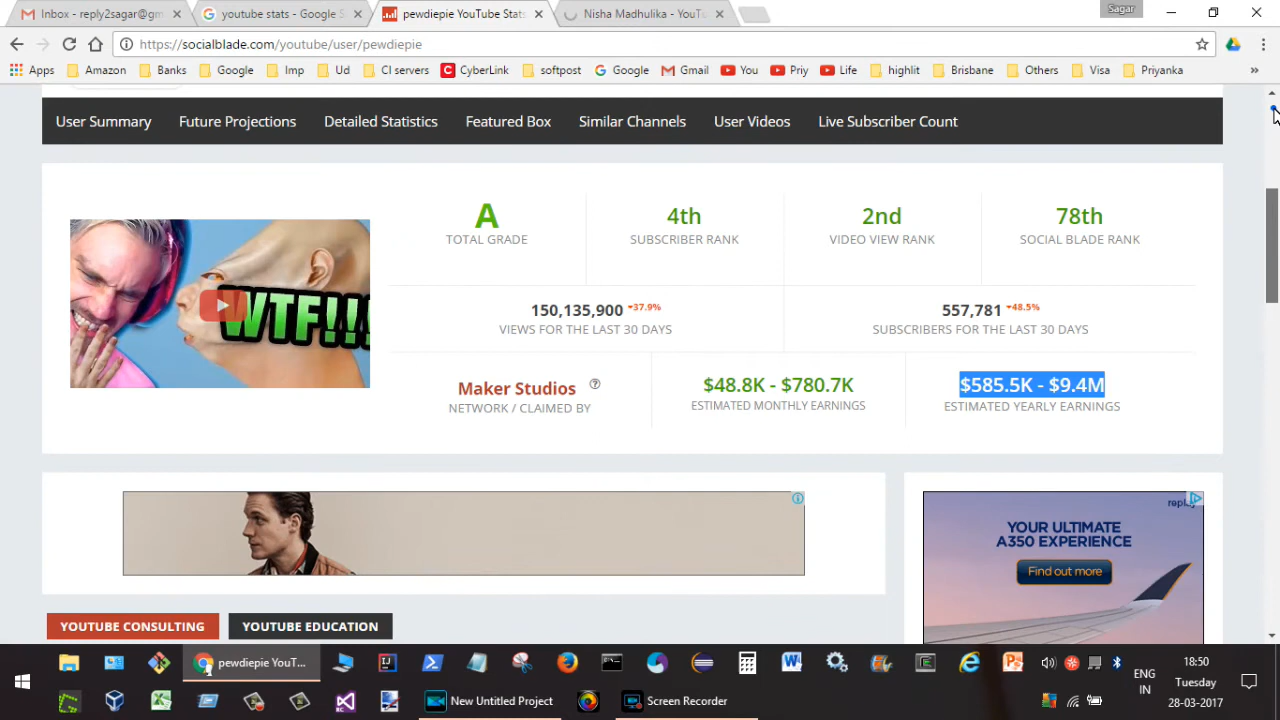 Inbox - reply2sagar@gm
youtube stats - Google S
pewdiepie YouTube Stats
Nisha Madhulika - YouTu
Sagar
https://socialblade.com/youtube/user/pewdiepie
Apps Amazon Banks Google Imp Ud CI servers CyberLink softpost Google Gmail You Priy Life highlit Brisbane Others Visa Priyanka »
User Summary Future Projections Detailed Statistics Featured Box Similar Channels User Videos Live Subscriber Count
A 4th 2nd 78th
TOTAL GRADE SUBSCRIBER RANK VIDEO VIEW RANK SOCIAL BLADE RANK
WTF!!!
150,135,900 37.9% 557,781 48.5%
VIEWS FOR THE LAST 30 DAYS SUBSCRIBERS FOR THE LAST 30 DAYS
Maker Studios ? $48.8K - $780.7K $585.5K - $9.4M
NETWORK / CLAIMED BY ESTIMATED MONTHLY EARNINGS ESTIMATED YEARLY EARNINGS
YOUR ULTIMATE
A350 EXPERIENCE
Find out more
YOUTUBE CONSULTING YOUTUBE EDUCATION
pewdiepie YouT...
New Untitled Project
Screen Recorder
ENG
IN
18:50
Tuesday
28-03-2017